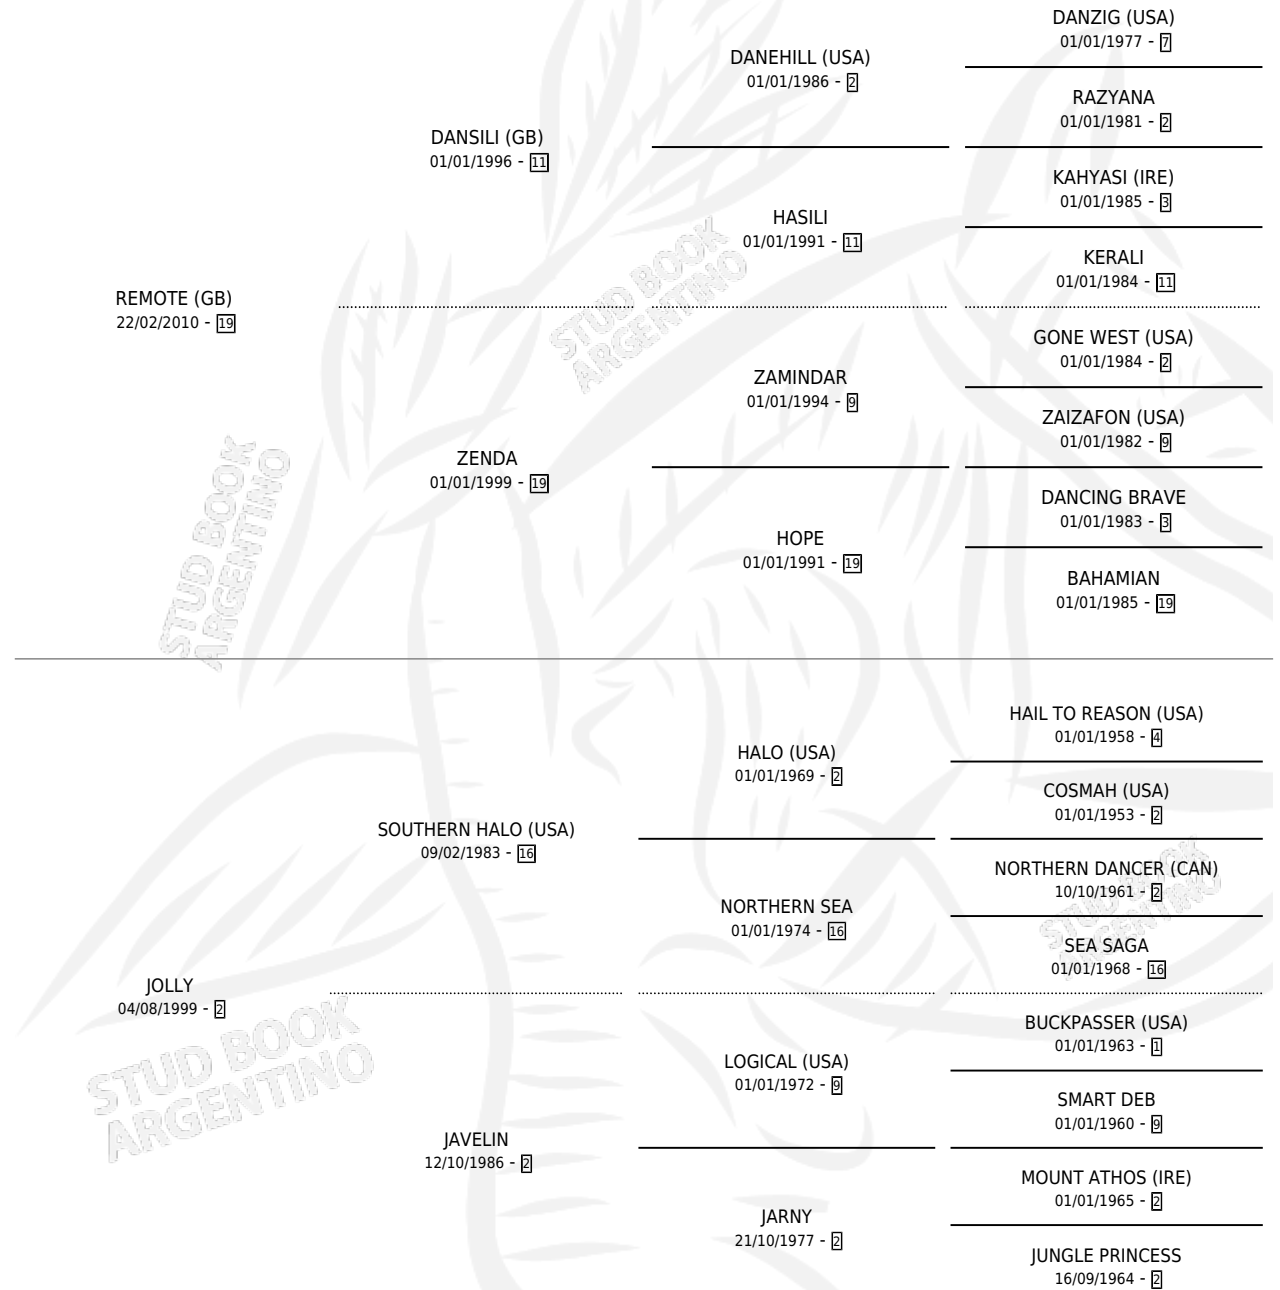 DANZIG (USA)
01/01/1977 - 7
DANEHILL (USA)
01/01/1986 - 2
RAZYANA
01/01/1981 - 2
DANSILI (GB)
01/01/1996 - 11
KAHYASI (IRE)
01/01/1985 - 3
HASILI
01/01/1991 - 11
KERALI
01/01/1984 - 11
REMOTE (GB)
22/02/2010 - 19
GONE WEST (USA)
01/01/1984 - 2
ZAMINDAR
01/01/1994 - 9
ZAIZAFON (USA)
01/01/1982 - 9
ZENDA
01/01/1999 - 19
DANCING BRAVE
01/01/1983 - 3
HOPE
01/01/1991 - 19
BAHAMIAN
01/01/1985 - 19
STUD BOOK
ARGENTINO
STUD BOOK
ARGENTINO
HAIL TO REASON (USA)
01/01/1958 - 4
HALO (USA)
01/01/1969 - 2
COSMAH (USA)
01/01/1953 - 2
SOUTHERN HALO (USA)
09/02/1983 - 16
NORTHERN DANCER (CAN)
10/10/1961 - 2
NORTHERN SEA
01/01/1974 - 16
SEA SAGA
01/01/1968 - 16
JOLLY
04/08/1999 - 2
BUCKPASSER (USA)
01/01/1963 - 1
LOGICAL (USA)
01/01/1972 - 9
SMART DEB
01/01/1960 - 9
JAVELIN
12/10/1986 - 2
MOUNT ATHOS (IRE)
01/01/1965 - 2
JARNY
21/10/1977 - 2
JUNGLE PRINCESS
16/09/1964 - 2
STUD BOOK
ARGENTINO
STUD BOOK
ARGENTINO